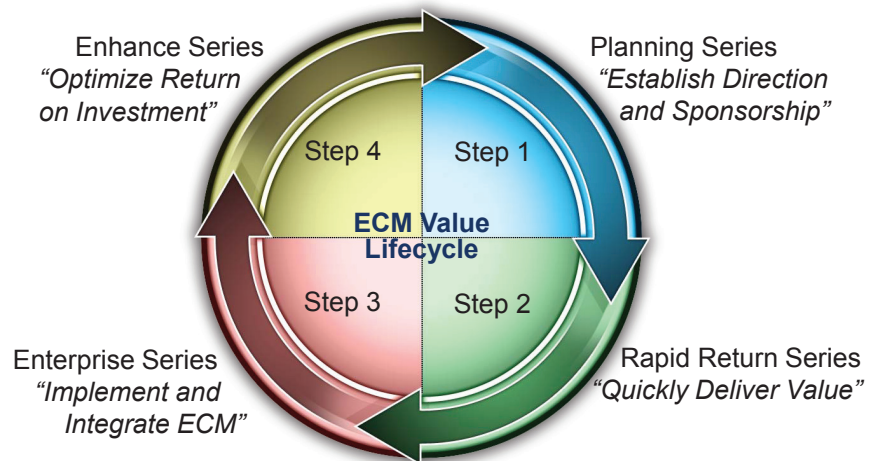 Enhance Series
“Optimize Return
on Investment”
Planning Series
“Establish Direction
and Sponsorship”
Step 4
Step 1
ECM Value
Lifecycle
Step 3
Step 2
Enterprise Series
“Implement and
Integrate ECM”
Rapid Return Series
“Quickly Deliver Value”